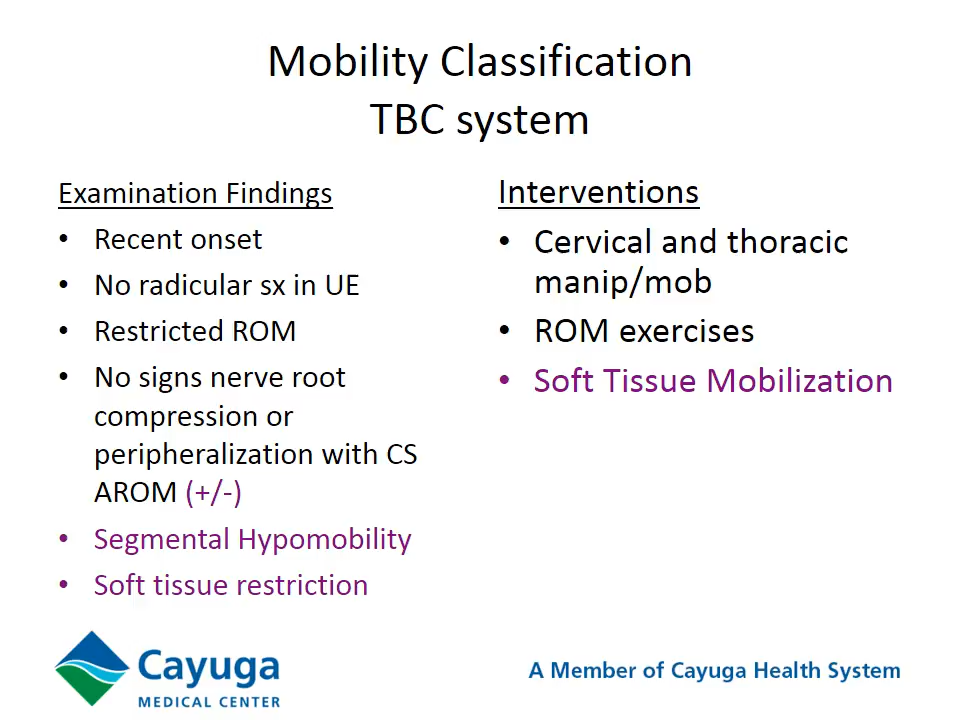 Mobility Classification
TBC system
Examination Findings
• Recent onset
• No radicular sx in UE
• Restricted ROM
• No signs nerve root
compression or
peripheralization with CS
AROM (+/-)
• Segmental Hypomobility
• Soft tissue restriction
Interventions
• Cervical and thoracic
manip/mob
• ROM exercises
• Soft Tissue Mobilization
Cayuga
MEDICAL CENTER
A Member of Cayuga Health System